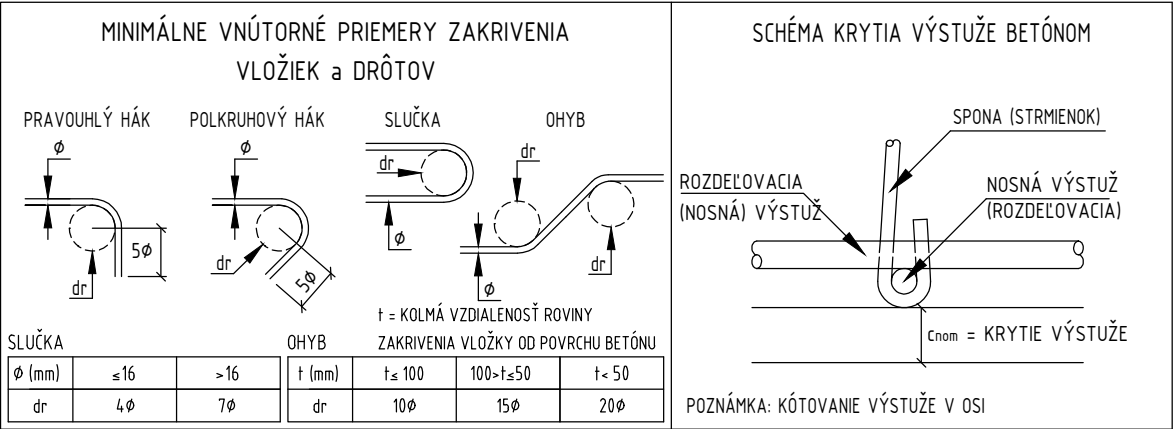 MINIMÁLNE VNÚTORNÉ PRIEMERY ZAKRIVENIA
VLOŽIEK a DRÔTOV
PRAVOUHLÝ HÁK
POLKRUHOVÝ HÁK
SLUČKA
OHYB
φ
5φ
dr
φ
dr
5φ
dr
φ
dr
φ
dr
t = KOLMÁ VZDIALENOSŤ ROVINY
ZAKRIVENIA VLOŽKY OD POVRCHU BETÓNU
SLUČKA
φ (mm) ≤16 >16
dr 4φ 7φ
OHYB
t (mm) t≤ 100 100>t≤50 t< 50
dr 10φ 15φ 20φ
SCHÉMA KRYTIA VÝSTUŽE BETÓNOM
SPONA (STRMIENOK)
ROZDEĽOVACIA
(NOSNÁ) VÝSTUŽ
NOSNÁ VÝSTUŽ
(ROZDEĽOVACIA)
Cnom = KRYTIE VÝSTUŽE
POZNÁMKA: KÓTOVANIE VÝSTUŽE V OSI